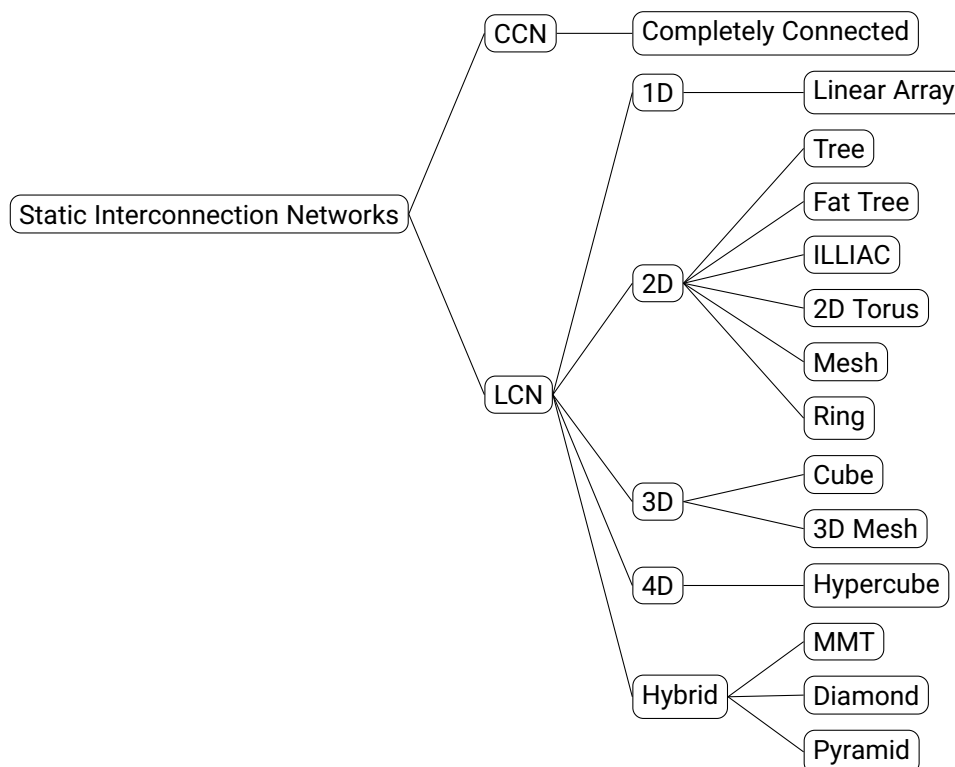 CCN
Completely Connected
1D
Linear Array
Tree
Static Interconnection Networks
Fat Tree
ILLIAC
2D
2D Torus
Mesh
LCN
Ring
Cube
3D
3D Mesh
4D
Hypercube
MMT
Hybrid
Diamond
Pyramid